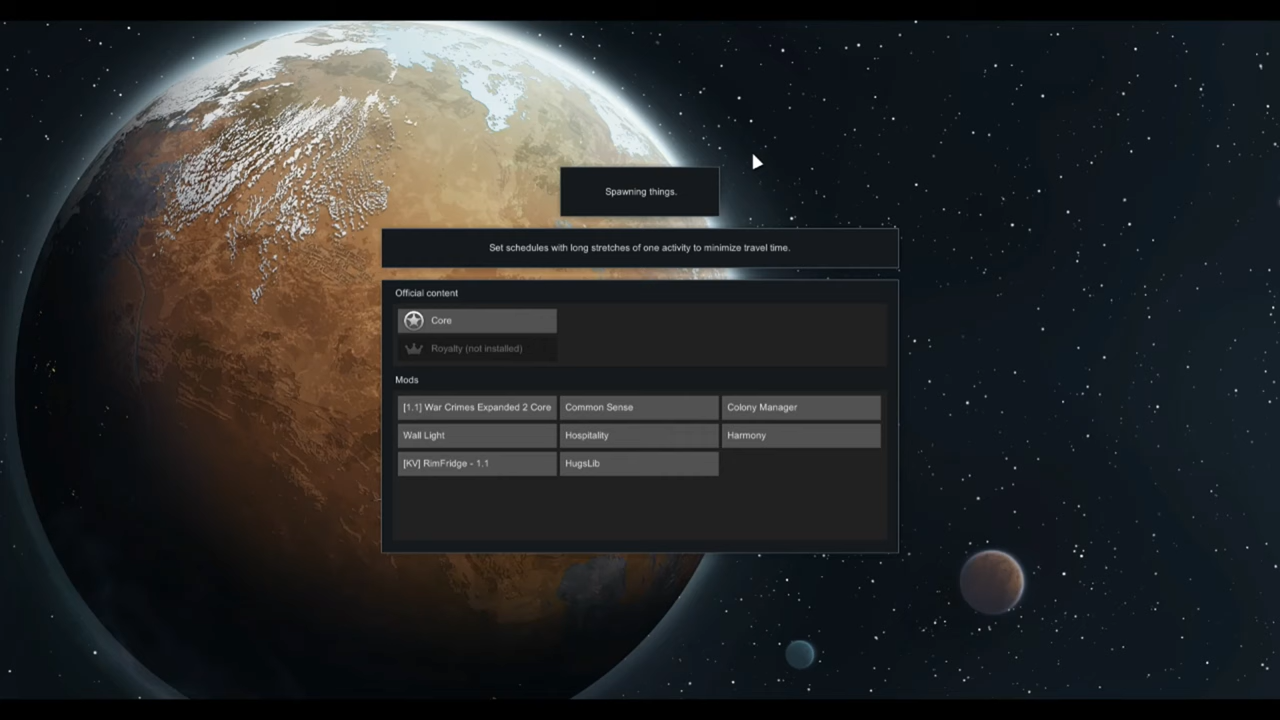 Spawning things.
Set schedules with long stretches of one activity to minimize travel time.
Official content
Core
Royalty (not installed)
Mods
[1.1] War Crimes Expanded 2 Core
Common Sense
Colony Manager
Wall Light
Hospitality
Harmony
[KV] RimFridge - 1.1
HugsLib